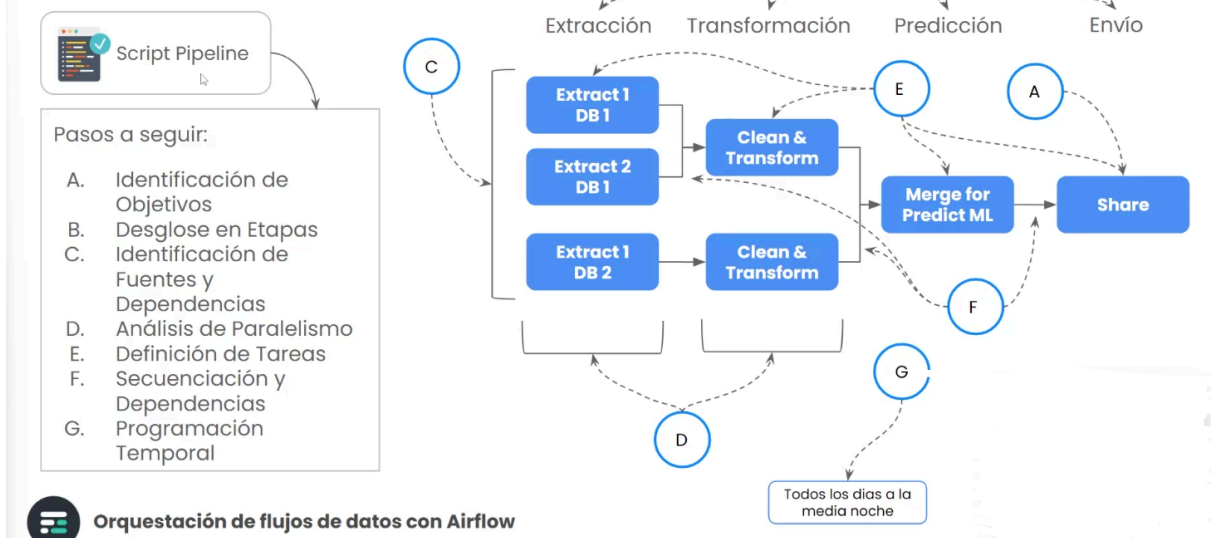 Script Pipeline
Pasos a seguir:
A. Identificación de
Objetivos
B. Desglose en Etapas
C. Identificación de
Fuentes y
Dependencias
D. Análisis de Paralelismo
E. Definición de Tareas
F. Secuenciación y
Dependencias
G. Programación
Temporal
Extracción
Transformación
Predicción
Envío
C
E
A
Extract 1
DB 1
Extract 2
DB 1
Extract 1
DB 2
Clean &
Transform
Clean &
Transform
Merge for
Predict ML
Share
F
G
D
Todos los dias a la
media noche
Orquestación de flujos de datos con Airflow